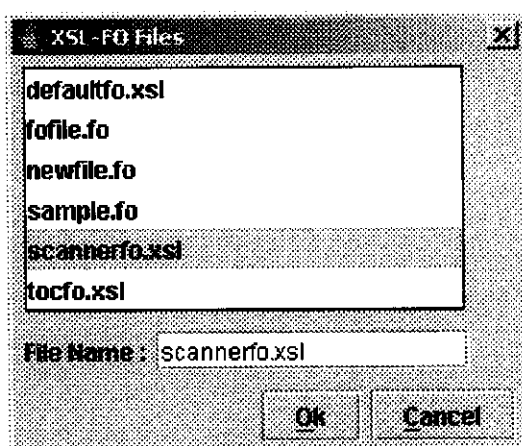 XSL-FO Files
defaultfo.xsl
fofile.fo
newfile.fo
sample.fo
scannerfo.xsl
tocfo.xsl
File Name : scannerfo.xsl
Ok Cancel